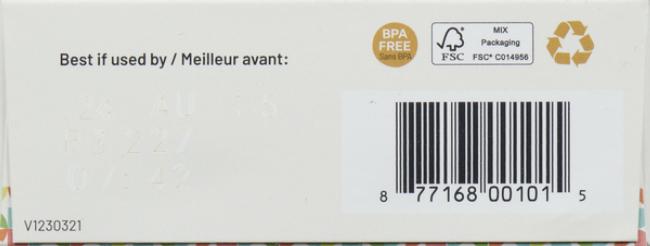 Best if used by / Meilleur avant:
BPA
FREE
Sans BPA
FSC
MIX
Packaging
FSC® C014956
8 77168 00101 5
V1230321